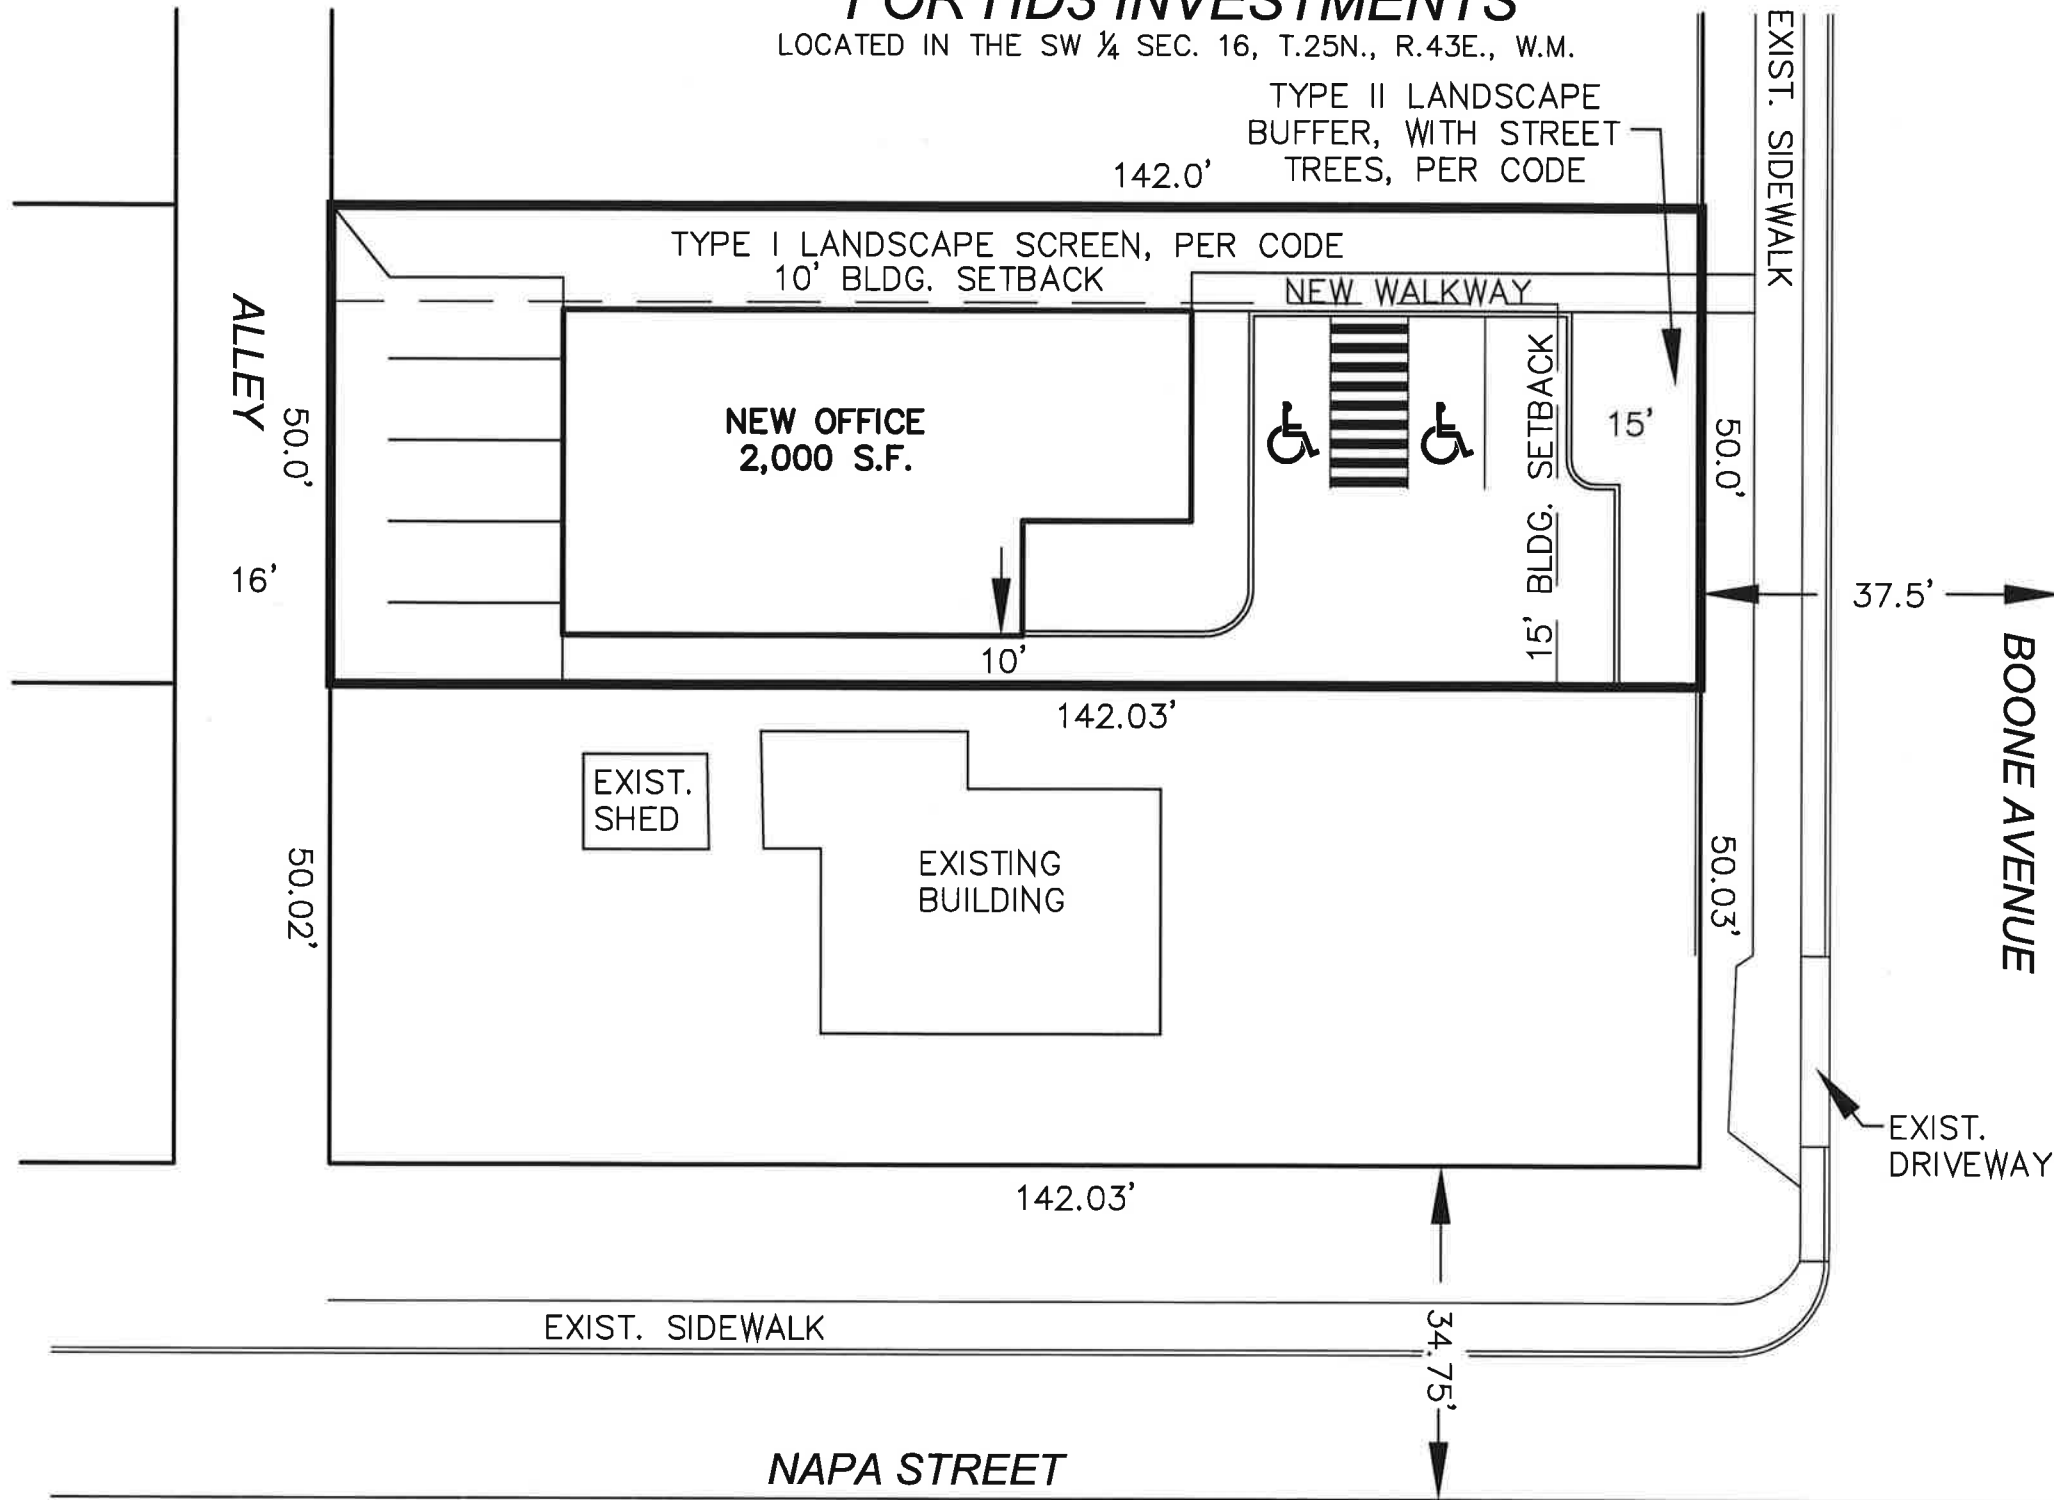 FOR HDS INVESTMENTS
LOCATED IN THE SW ¼ SEC. 16, T.25N., R.43E., W.M.
TYPE II LANDSCAPE
BUFFER, WITH STREET
TREES, PER CODE
EXIST. SIDEWALK
142.0'
TYPE I LANDSCAPE SCREEN, PER CODE
10' BLDG. SETBACK
NEW WALKWAY
ALLEY
50.0'
16'
NEW OFFICE
2,000 S.F.
15' BLDG. SETBACK
15'
50.0'
37.5'
BOONE AVENUE
10'
142.03'
EXIST.
SHED
EXISTING
BUILDING
50.02'
50.03'
EXIST.
DRIVEWAY
142.03'
EXIST. SIDEWALK
34.75'
NAPA STREET